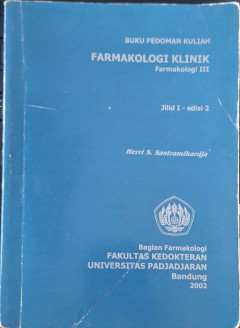 BUKU PEDOMAN KULIAH
FARMAKOLOGI KLINIK
Farmakologi III
Jilid I - edisi 2
Herri S. Sastramihardja
Bagian Farmakologi
FAKULTAS KEDOKTERAN
UNIVERSITAS PADJADJARAN
Bandung
2002